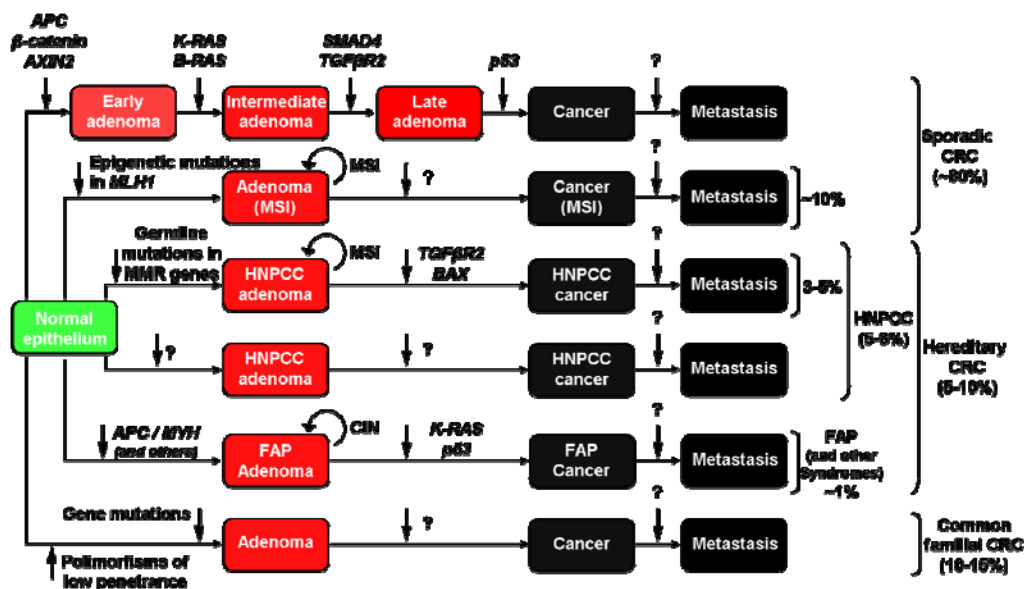 APC
β-catenin
AXIN2
K-RAS
B-RAS
SMAD4
TGFβR2
p53
?
Early
adenoma
Intermediate
adenoma
Late
adenoma
Cancer
Metastasis
Sporadic
CRC
(~80%)
Epigenetic mutations
in MLH1
MSI
?
?
Adenoma
(MSI)
Cancer
(MSI)
Metastasis
~10%
Germline
mutations in
MMR genes
MSI
TGFβR2
BAX
?
HNPCC
adenoma
HNPCC
cancer
Metastasis
3-5%
Normal
epithelium
HNPCC
(5-6%)
Hereditary
CRC
(5-10%)
?
?
?
HNPCC
adenoma
HNPCC
cancer
Metastasis
APC / MYH
(and others)
CIN
K-RAS
p53
?
FAP
Adenoma
FAP
Cancer
Metastasis
FAP
(and other
Syndromes)
~1%
Gene mutations
?
?
Adenoma
Cancer
Metastasis
Polimorfisms of
low penetrance
Common
familial CRC
(10-15%)